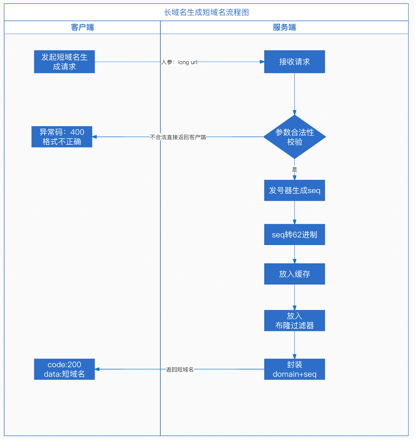 长域名生成短域名流程图
客户端
服务端
发起短域名生
成请求
入参：long url
接收请求
参数合法性
校验
不合法直接返回客户端
异常码：400
格式不正确
是
发号器生成seq
seq转62进制
放入缓存
放入
布隆过滤器
封装
domain+seq
返回短域名
code:200
data:短域名